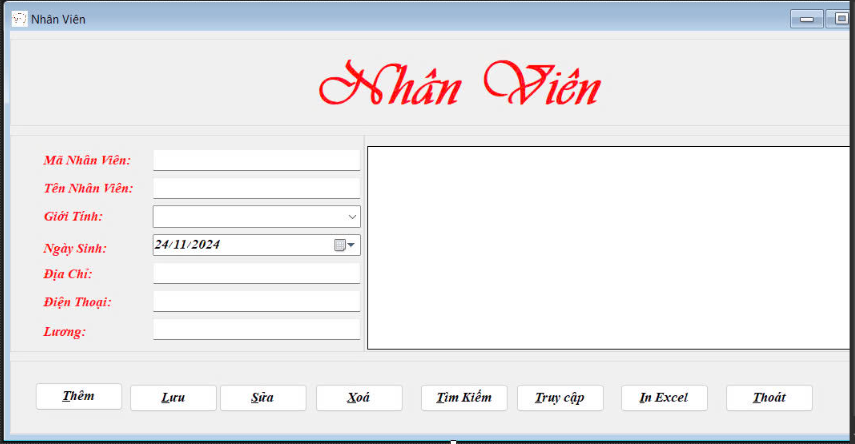 Nhân Viên
Nhân Viên
Mã Nhân Viên:
Tên Nhân Viên:
Giới Tính:
Ngày Sinh: 24/11/2024
Địa Chỉ:
Điện Thoại:
Lương:
Thêm Lưu Sửa Xoá Tìm Kiếm Truy cập In Excel Thoát